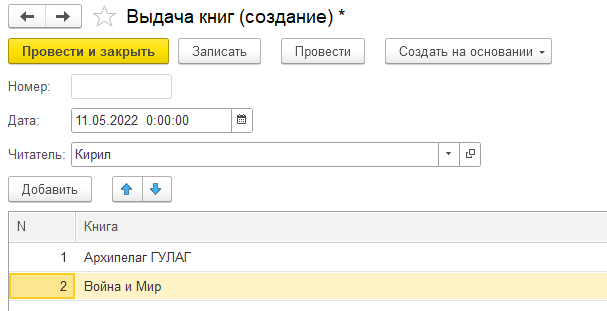 Выдача книг (создание) *
Провести и закрыть Записать Провести Создать на основании
Номер:
Дата: 11.05.2022 0:00:00
Читатель: Кирил
Добавить
N Книга
1 Архипелаг ГУЛАГ
2 Война и Мир